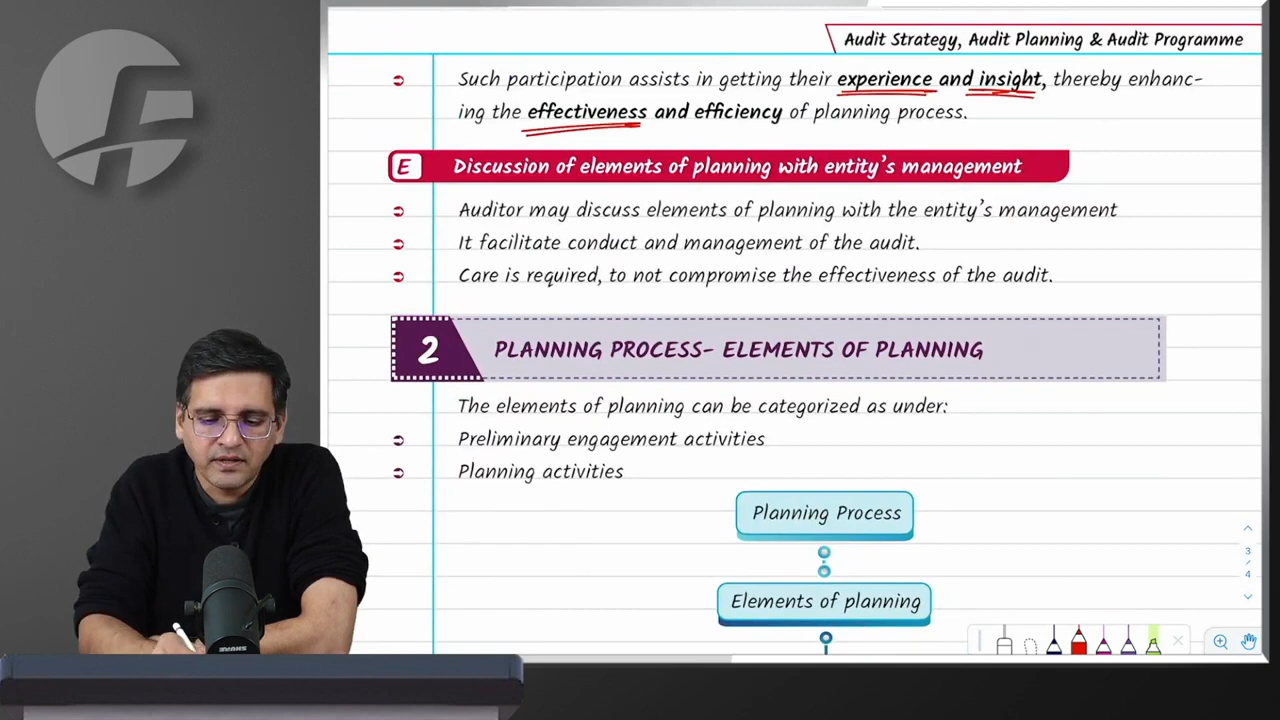 Audit Strategy, Audit Planning & Audit Programme
Such participation assists in getting their experience and insight, thereby enhanc-
ing the effectiveness and efficiency of planning process.
E Discussion of elements of planning with entity's management
Auditor may discuss elements of planning with the entity's management
It facilitate conduct and management of the audit.
Care is required, to not compromise the effectiveness of the audit.
2 PLANNING PROCESS- ELEMENTS OF PLANNING
The elements of planning can be categorized as under:
Preliminary engagement activities
Planning activities
Planning Process
Elements of planning
3
/
4